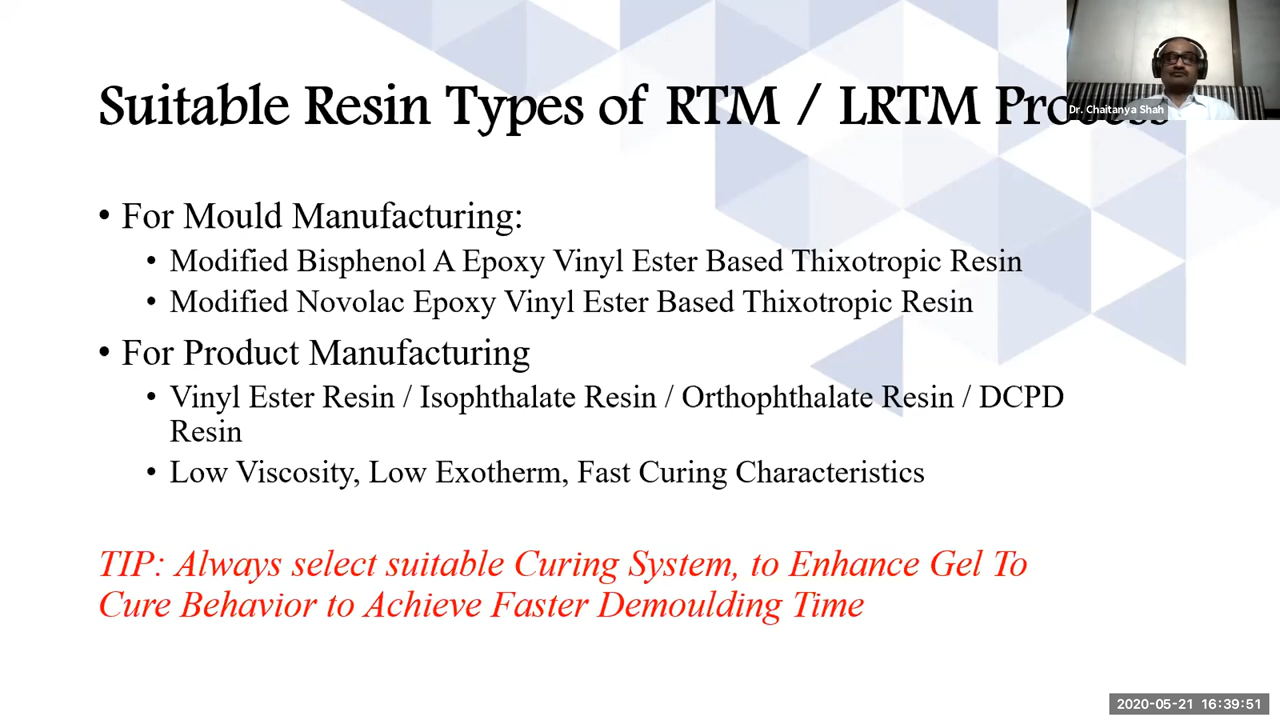 Suitable Resin Types of RTM / LRTM Process
Dr. Chaitanya Shah
• For Mould Manufacturing:
• Modified Bisphenol A Epoxy Vinyl Ester Based Thixotropic Resin
• Modified Novolac Epoxy Vinyl Ester Based Thixotropic Resin
• For Product Manufacturing
• Vinyl Ester Resin / Isophthalate Resin / Orthophthalate Resin / DCPD
Resin
• Low Viscosity, Low Exotherm, Fast Curing Characteristics
TIP: Always select suitable Curing System, to Enhance Gel To
Cure Behavior to Achieve Faster Demoulding Time
2020-05-21 16:39:51